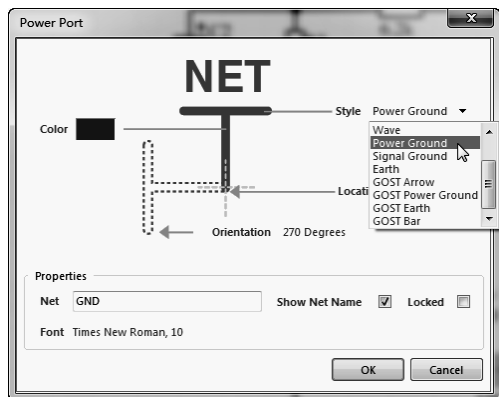 Power Port
NET
Style Power Ground
Color
Wave
Power Ground
Signal Ground
Earth
GOST Arrow
GOST Power Ground
GOST Earth
GOST Bar
Locati
Orientation 270 Degrees
Properties
Net GND Show Net Name Locked
Font Times New Roman, 10
OK Cancel